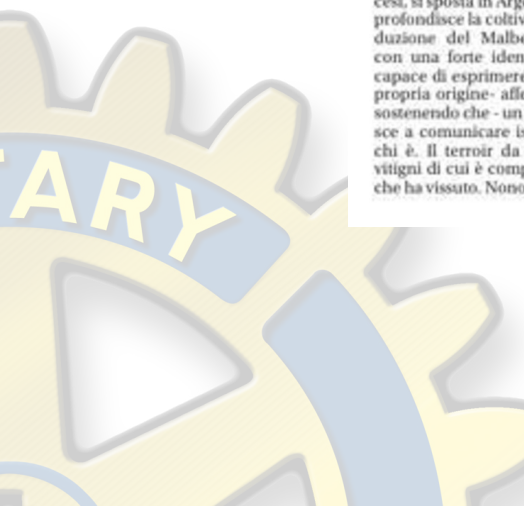 TARY
cesi, si sposta in Arg
profondisce la coltiv
duzione del Malbe
con una forte iden
capace di esprimere
propria origine- affe
sostenendo che - un
sce a comunicare is
chi è. Il terroir da
vitigni di cui è comp
che ha vissuto. Nono